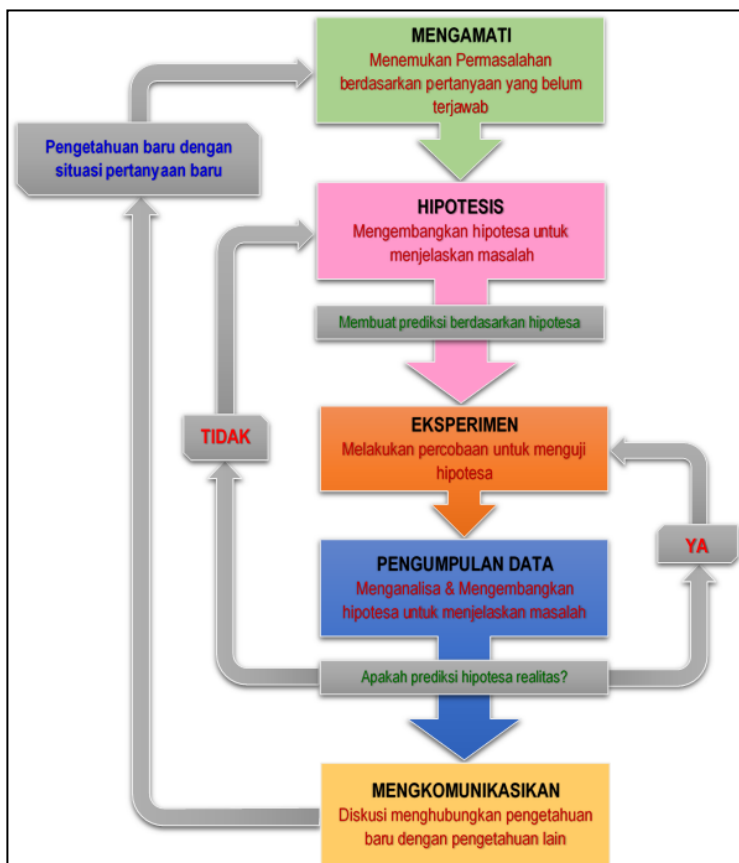 MENGAMATI
Menemukan Permasalahan
berdasarkan pertanyaan yang belum
terjawab
Pengetahuan baru dengan
situasi pertanyaan baru
HIPOTESIS
Mengembangkan hipotesa untuk
menjelaskan masalah
Membuat prediksi berdasarkan hipotesa
TIDAK
EKSPERIMEN
Melakukan percobaan untuk menguji
hipotesa
YA
PENGUMPULAN DATA
Menganalisa & Mengembangkan
hipotesa untuk menjelaskan masalah
Apakah prediksi hipotesa realitas?
MENGKOMUNIKASIKAN
Diskusi menghubungkan pengetahuan
baru dengan pengetahuan lain